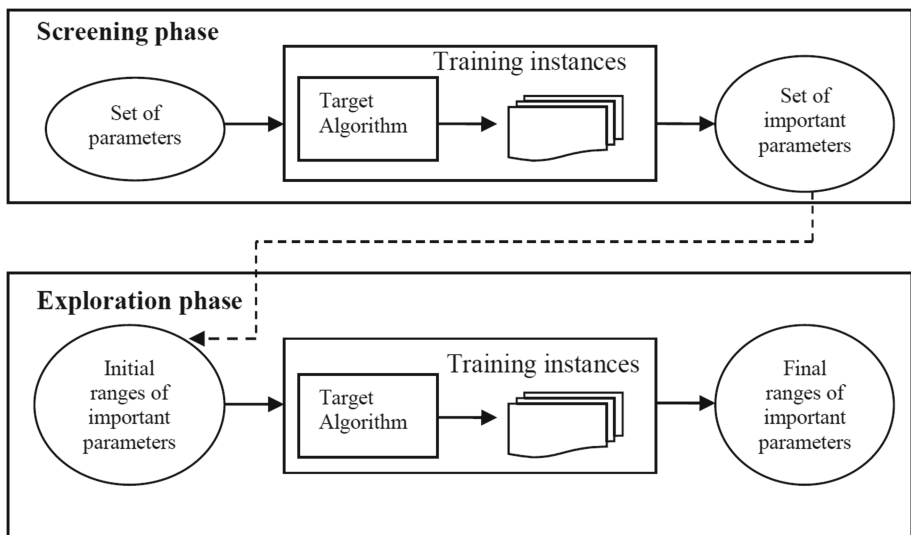 Screening phase
Set of
parameters
Training instances
Target
Algorithm
Set of
important
parameters
Exploration phase
Initial
ranges of
important
parameters
Training instances
Target
Algorithm
Final
ranges of
important
parameters